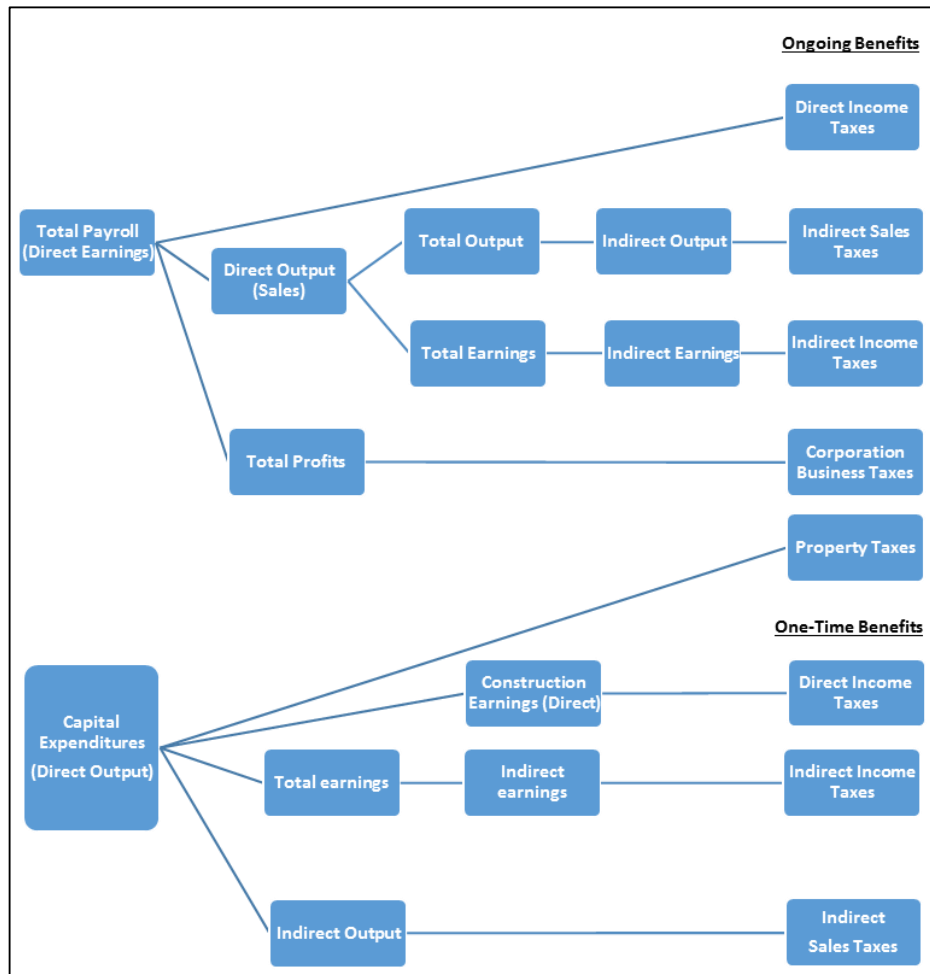 Ongoing Benefits
Direct Income
Taxes
Total Payroll
(Direct Earnings)
Direct Output
(Sales)
Total Output
Indirect Output
Indirect Sales
Taxes
Total Earnings
Indirect Earnings
Indirect Income
Taxes
Total Profits
Corporation
Business Taxes
Property Taxes
One-Time Benefits
Capital
Expenditures
(Direct Output)
Construction
Earnings (Direct)
Direct Income
Taxes
Total earnings
Indirect
earnings
Indirect Income
Taxes
Indirect Output
Indirect
Sales Taxes